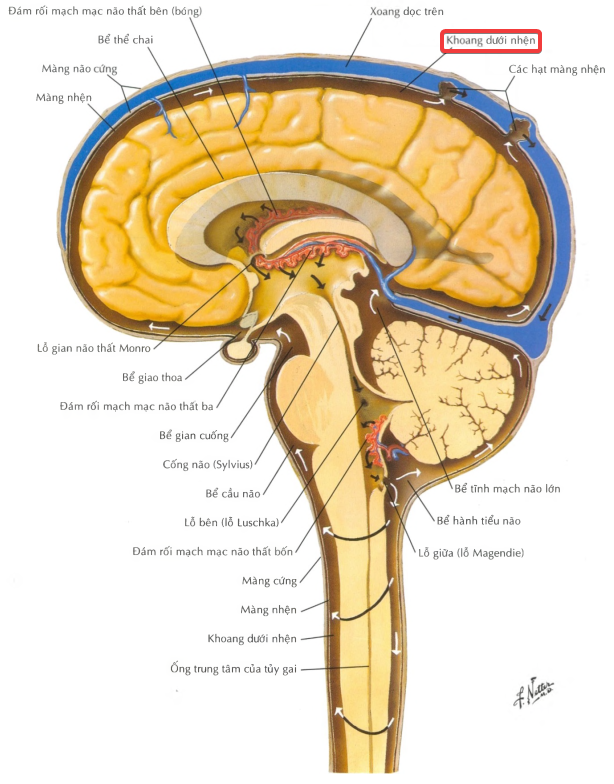 Đám rối mạch mạc não thất bên (bóng)
Xoang dọc trên
Bể thể chai
Khoang dưới nhện
Màng não cứng
Các hạt màng nhện
Màng nhện
Lỗ gian não thất Monro
Bể giao thoa
Đám rối mạch mạc não thất ba
Bể gian cuống
Cống não (Sylvius)
Bể cầu não
Bể tĩnh mạch não lớn
Lỗ bên (lỗ Luschka)
Bể hành tiểu não
Đám rối mạch mạc não thất bốn
Lỗ giữa (lỗ Magendie)
Màng cứng
Màng nhện
Khoang dưới nhện
Ống trung tâm của tủy gai
F. Netter
M.D.